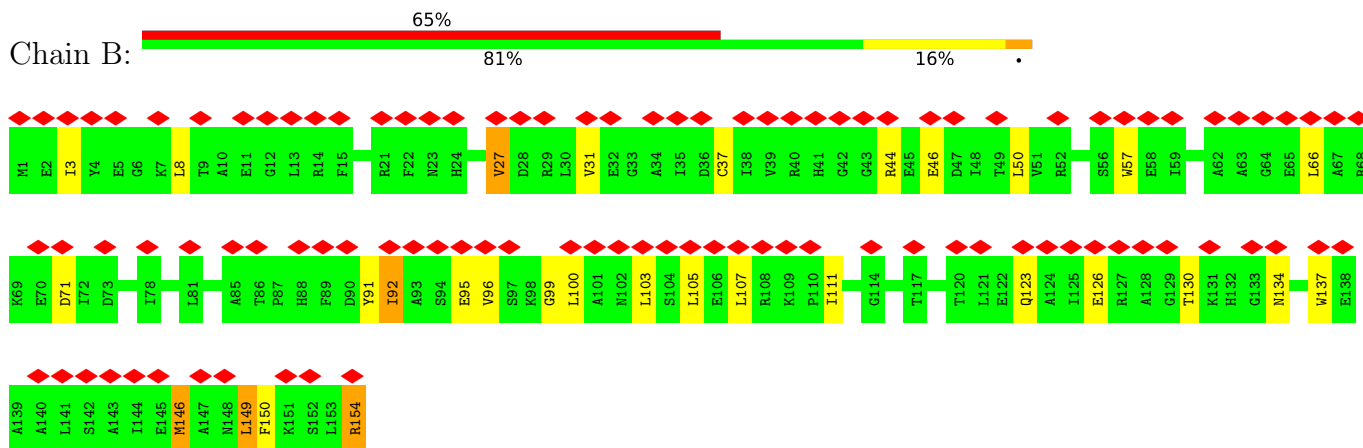 65%
Chain B:
81% 16% •
M1 E2 I3 Y4 E5 G6 K7 L8 T9 A10 E11 G12 L13 R14 F15 R21 F22 N23 H24 V27 D28 R29 L30 V31 E32 G33 A34 I35 D36 C37 I38 V39 R40 H41 G42 G43 R44 E45 E46 D47 I48 T49 L50 V51 R52 S56 W57 E58 I59 A62 A63 G64 E65 L66 A67 R68
K69 E70 D71 I72 D73 I78 L81 A85 T86 P87 H88 F89 D90 Y91 I92 A93 S94 E95 V96 S97 K98 G99 L100 A101 N102 L103 S104 L105 E106 L107 R108 K109 P110 I111 G114 T117 T120 L121 E122 Q123 A124 I125 E126 R127 A128 G129 T130 K131 H132 G133 N134 W137 E138
A139 A140 L141 S142 A143 I144 E145 M146 A147 N148 L149 F150 K151 S152 L153 R154